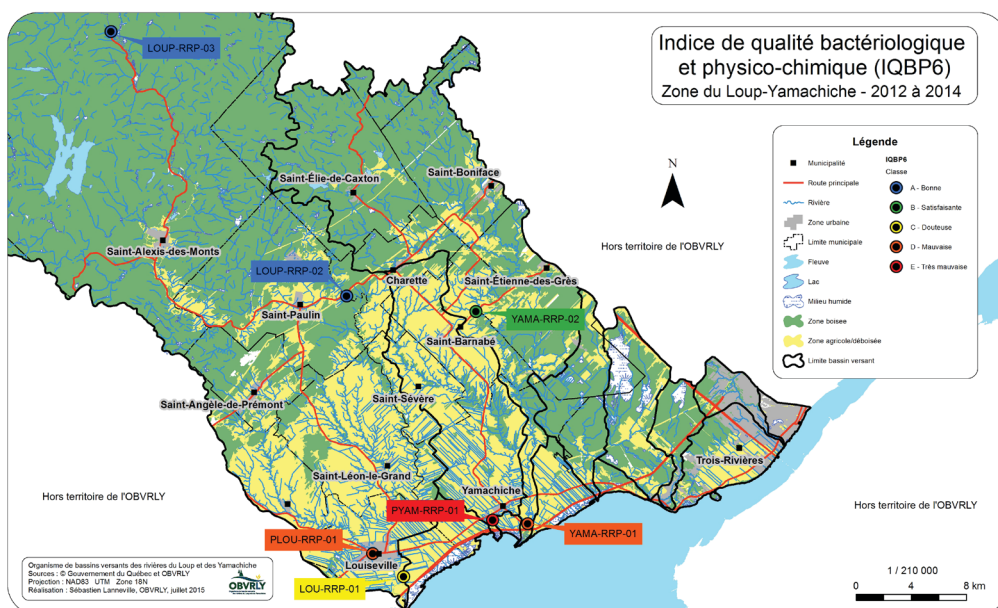 Indice de qualité bactériologique
et physico-chimique (IQBP6)
Zone du Loup-Yamachiche - 2012 à 2014
LOUP-RRP-03
Légende
Municipalité
Route principale
Rivière
Zone urbaine
Limite municipale
Fleuve
Lac
Milieu humide
Zone boisee
Zone agricole/déboisée
Limite bassin versant
IQBP6
Classe
A - Bonne
B - Satisfaisante
C - Douteuse
D - Mauvaise
E - Très mauvaise
N
Saint-Élie-de-Caxton
Saint-Boniface
Hors territoire de l'OBVRLY
Saint-Alexis-des-Monts
LOUP-RRP-02
Charette
Saint-Étienne-des-Grès
Saint-Paulin
YAMA-RRP-02
Saint-Barnabé
Saint-Angèle-de-Prémont
Saint-Sévère
Trois-Rivières
Saint-Léon-le-Grand
Hors territoire de l'OBVRLY
Yamachiche
Hors territoire de l'OBVRLY
PYAM-RRP-01
YAMA-RRP-01
PLOU-RRP-01
Louiseville
LOU-RRP-01
Organisme de bassins versants des rivières du Loup et des Yamachiche
Sources : © Gouvernement du Québec et OBVRLY
Projection : NAD83 UTM Zone 18N
Réalisation : Sébastien Lanneville, OBVRLY, juillet 2015
OBVRLY
1 / 210 000
0 4 8 km